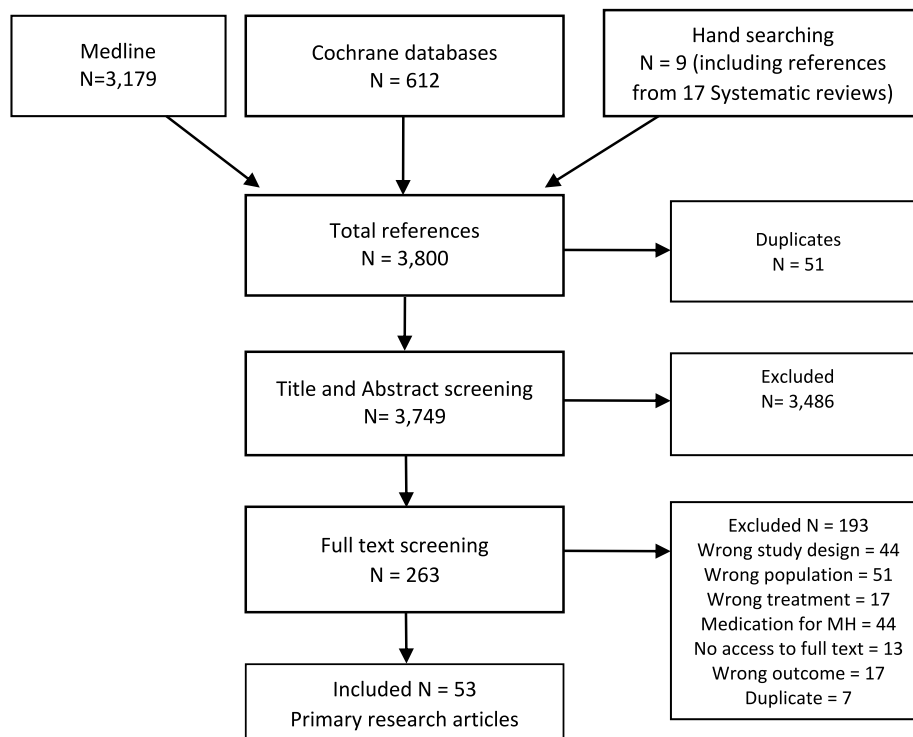 Medline
N=3,179
Cochrane databases
N = 612
Hand searching
N = 9 (including references
from 17 Systematic reviews)
Total references
N = 3,800
Duplicates
N = 51
Title and Abstract screening
N= 3,749
Excluded
N= 3,486
Full text screening
N = 263
Excluded N = 193
Wrong study design = 44
Wrong population = 51
Wrong treatment = 17
Medication for MH = 44
No access to full text = 13
Wrong outcome = 17
Duplicate = 7
Included N = 53
Primary research articles